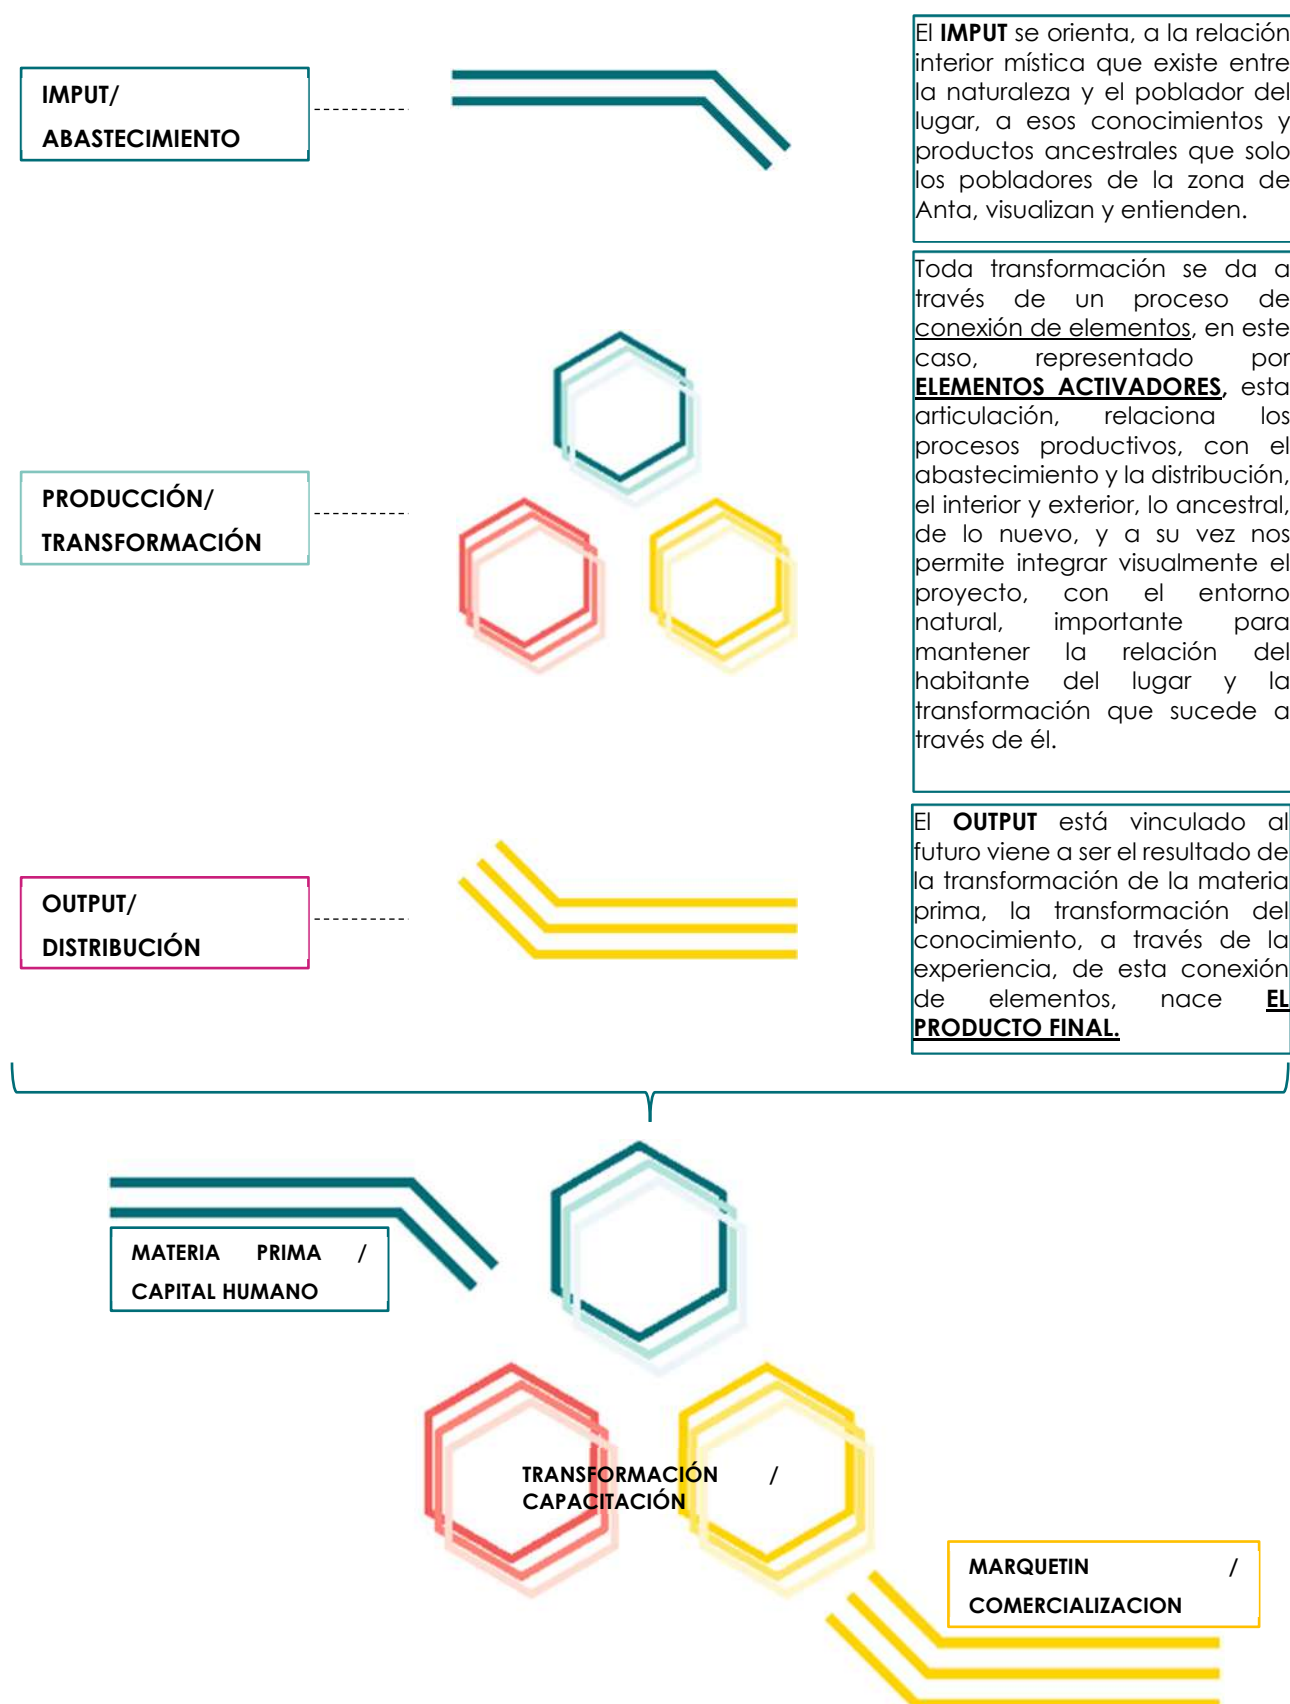 IMPUT/
ABASTECIMIENTO
El IMPUT se orienta, a la relación
interior mística que existe entre
la naturaleza y el poblador del
lugar, a esos conocimientos y
productos ancestrales que solo
los pobladores de la zona de
Anta, visualizan y entienden.
PRODUCCIÓN/
TRANSFORMACIÓN
Toda transformación se da a
través de un proceso de
conexión de elementos, en este
caso, representado por
ELEMENTOS ACTIVADORES, esta
articulación, relaciona los
procesos productivos, con el
abastecimiento y la distribución,
el interior y exterior, lo ancestral,
de lo nuevo, y a su vez nos
permite integrar visualmente el
proyecto, con el entorno
natural, importante para
mantener la relación del
habitante del lugar y la
transformación que sucede a
través de él.
OUTPUT/
DISTRIBUCIÓN
El OUTPUT está vinculado al
futuro viene a ser el resultado de
la transformación de la materia
prima, la transformación del
conocimiento, a través de la
experiencia, de esta conexión
de elementos, nace EL
PRODUCTO FINAL.
MATERIA PRIMA /
CAPITAL HUMANO
TRANSFORMACIÓN /
CAPACITACIÓN
MARQUETIN /
COMERCIALIZACION